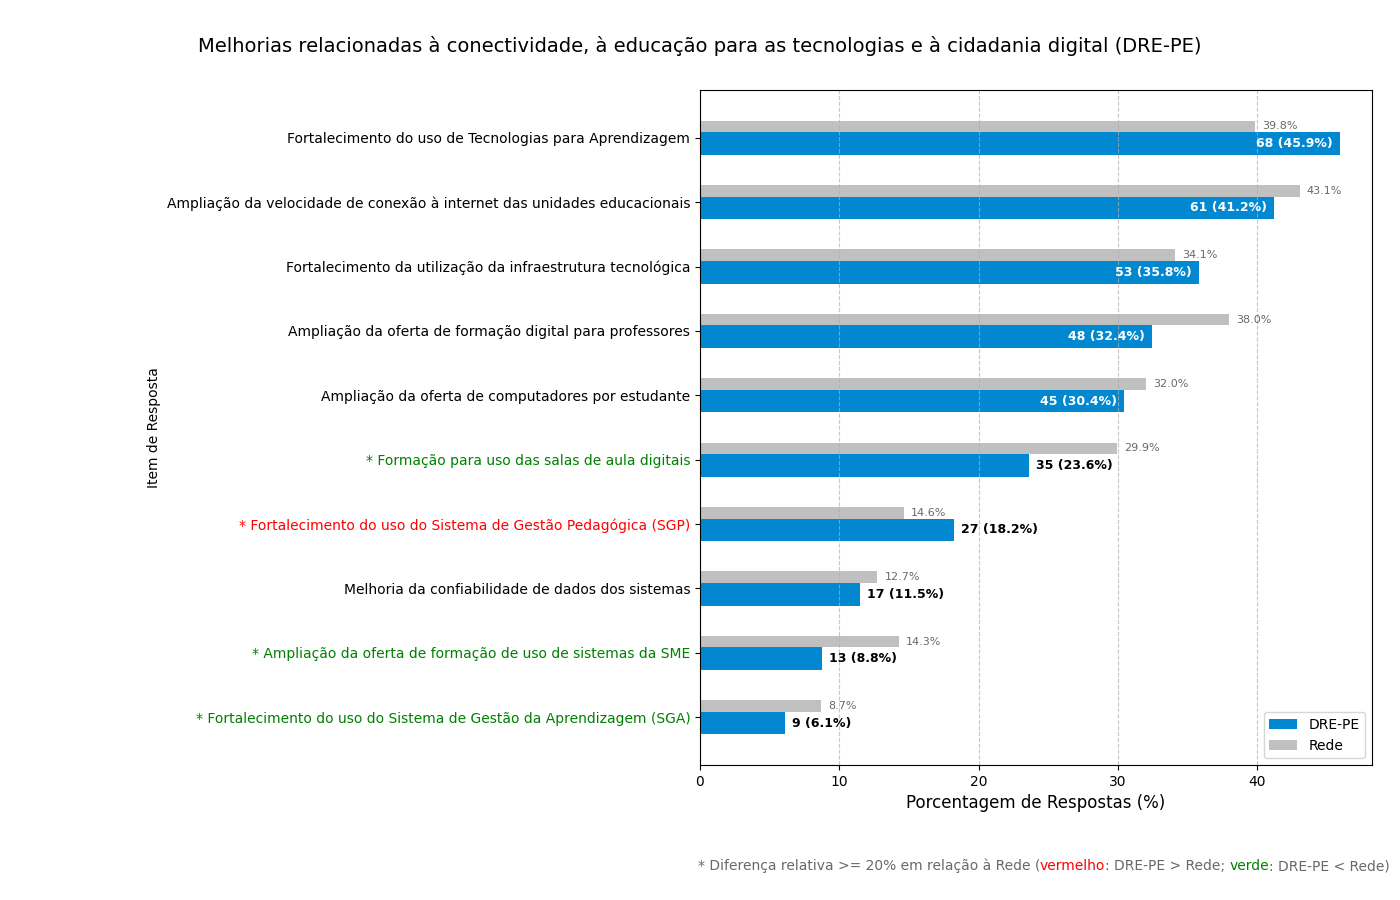 Melhorias relacionadas à conectividade, à educação para as tecnologias e à cidadania digital (DRE-PE)
Item de Resposta
Fortalecimento do uso de Tecnologias para Aprendizagem
39.8%
68 (45.9%)
Ampliação da velocidade de conexão à internet das unidades educacionais
43.1%
61 (41.2%)
Fortalecimento da utilização da infraestrutura tecnológica
34.1%
53 (35.8%)
Ampliação da oferta de formação digital para professores
38.0%
48 (32.4%)
Ampliação da oferta de computadores por estudante
32.0%
45 (30.4%)
* Formação para uso das salas de aula digitais
29.9%
35 (23.6%)
* Fortalecimento do uso do Sistema de Gestão Pedagógica (SGP)
14.6%
27 (18.2%)
Melhoria da confiabilidade de dados dos sistemas
12.7%
17 (11.5%)
* Ampliação da oferta de formação de uso de sistemas da SME
14.3%
13 (8.8%)
* Fortalecimento do uso do Sistema de Gestão da Aprendizagem (SGA)
8.7%
9 (6.1%)
DRE-PE
Rede
0 10 20 30 40
Porcentagem de Respostas (%)
* Diferença relativa >= 20% em relação à Rede (vermelho: DRE-PE > Rede; verde: DRE-PE < Rede)